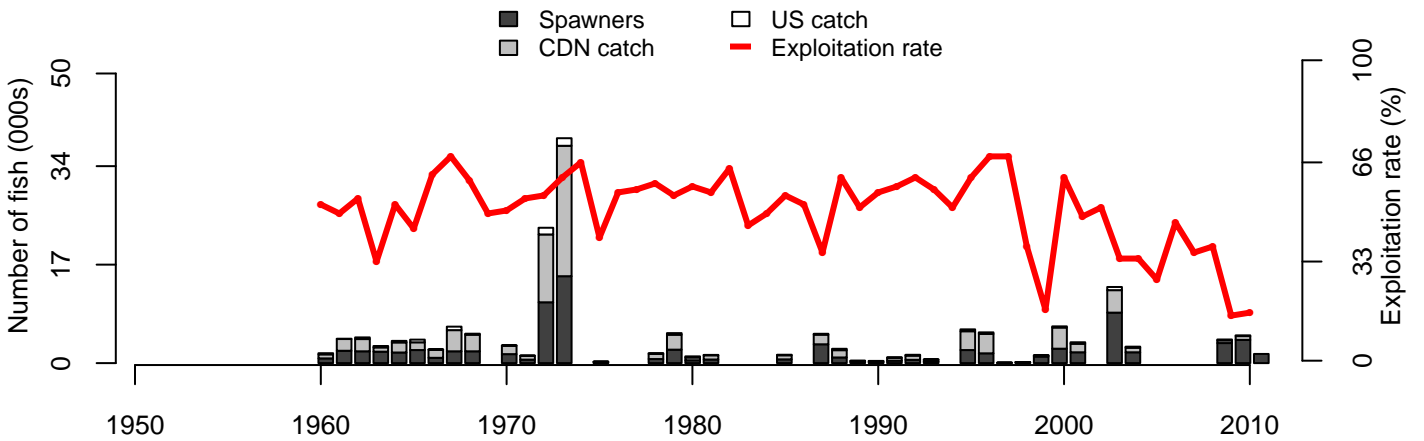 Spawners
CDN catch
US catch
Exploitation rate
Number of fish (000s)
50
34
17
0
Exploitation rate (%)
100
66
33
0
1950 1960 1970 1980 1990 2000 2010